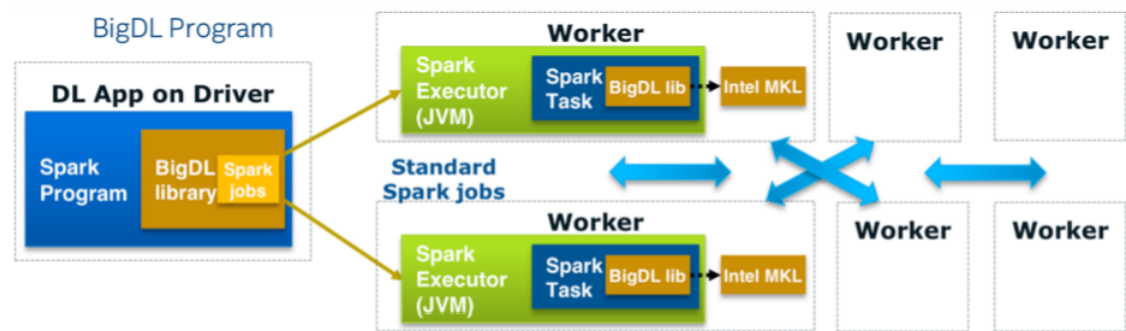 BigDL Program
DL App on Driver
Spark
Program
BigDL
library
Spark
jobs
Worker
Spark
Executor
(JVM)
Spark
Task
BigDL lib
Intel MKL
Worker
Worker
Standard
Spark jobs
Worker
Spark
Executor
(JVM)
Spark
Task
BigDL lib
Intel MKL
Worker
Worker